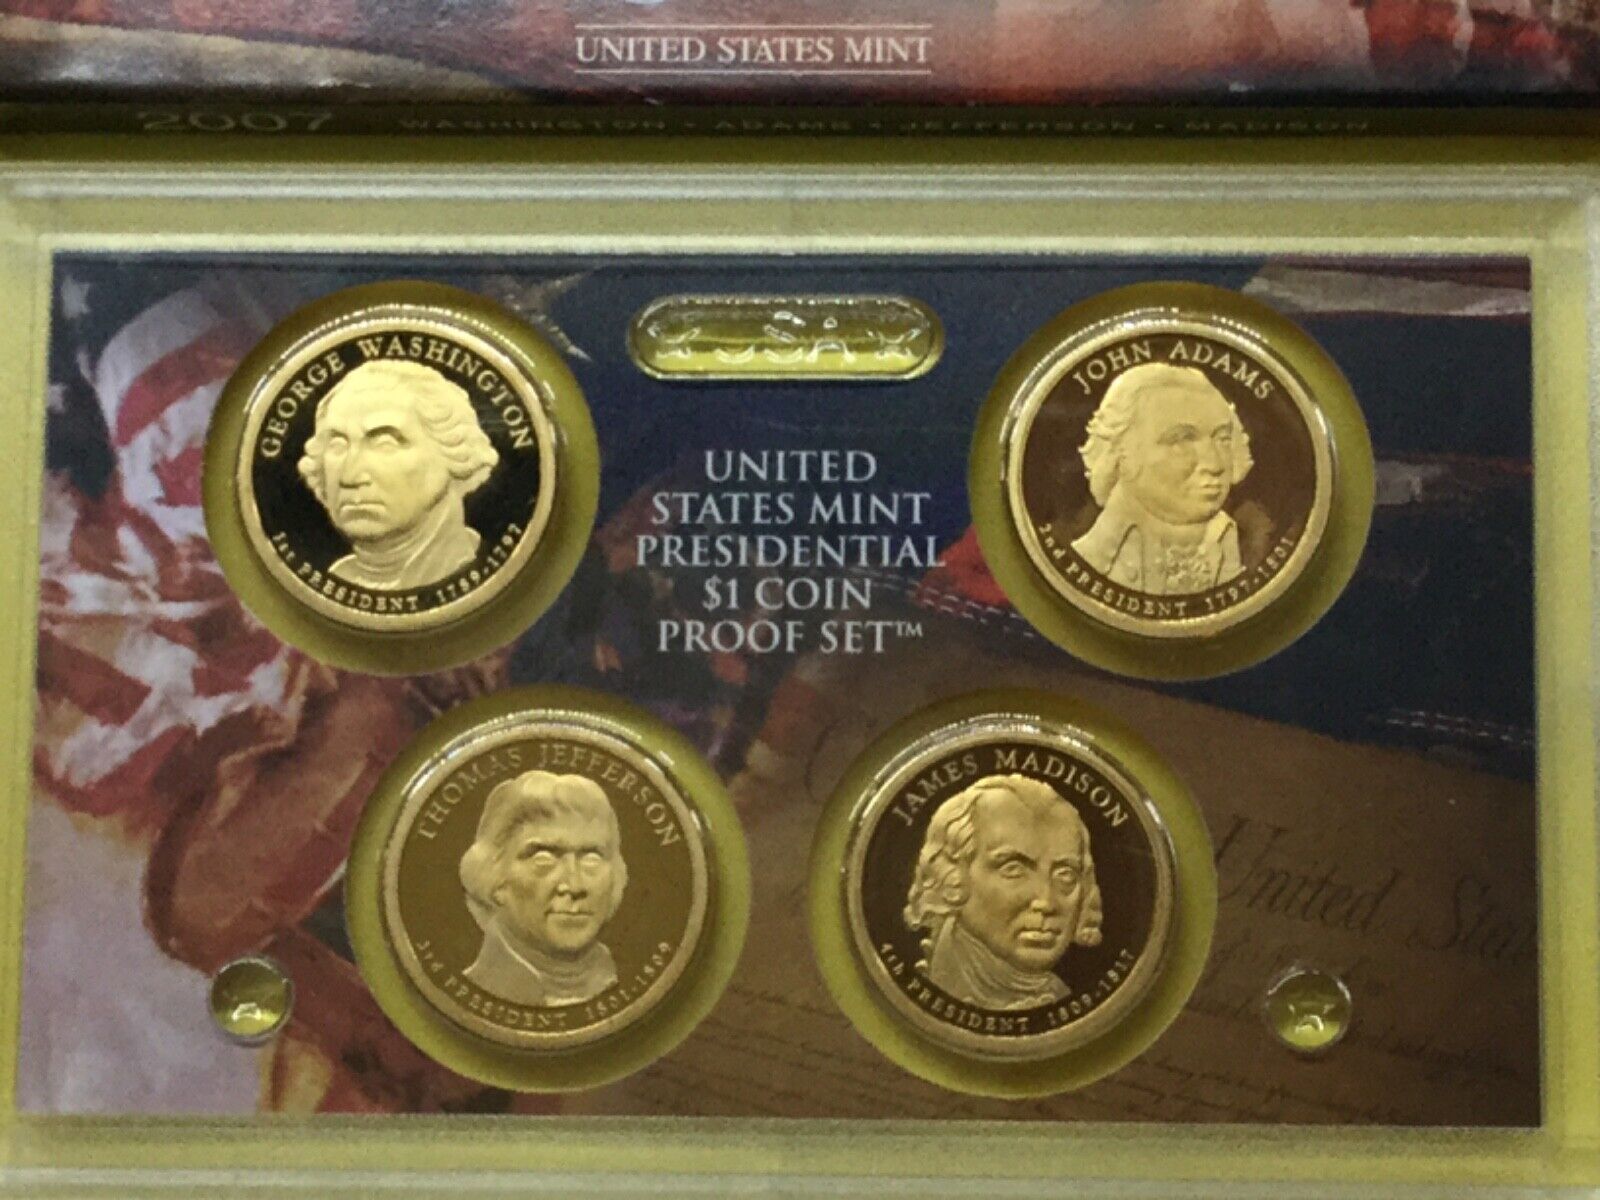 UNITED STATES MINT
2007 WASHINGTON • ADAMS • JEFFERSON • MADISON
USA
GEORGE WASHINGTON
1st PRESIDENT 1789-1797
JOHN ADAMS
2nd PRESIDENT 1797-1801
UNITED
STATES MINT
PRESIDENTIAL
$1 COIN
PROOF SET™
THOMAS JEFFERSON
3rd PRESIDENT 1801-1809
JAMES MADISON
4th PRESIDENT 1809-1817
United